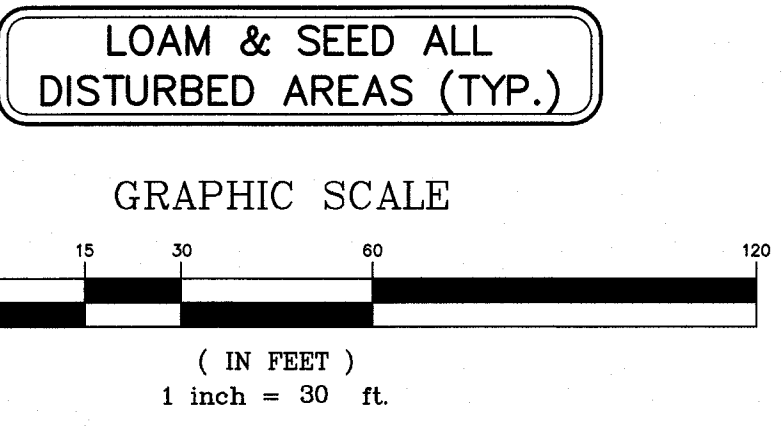 LOAM & SEED ALL
DISTURBED AREAS (TYP.)
GRAPHIC SCALE
15 30 60 120
( IN FEET )
1 inch = 30 ft.